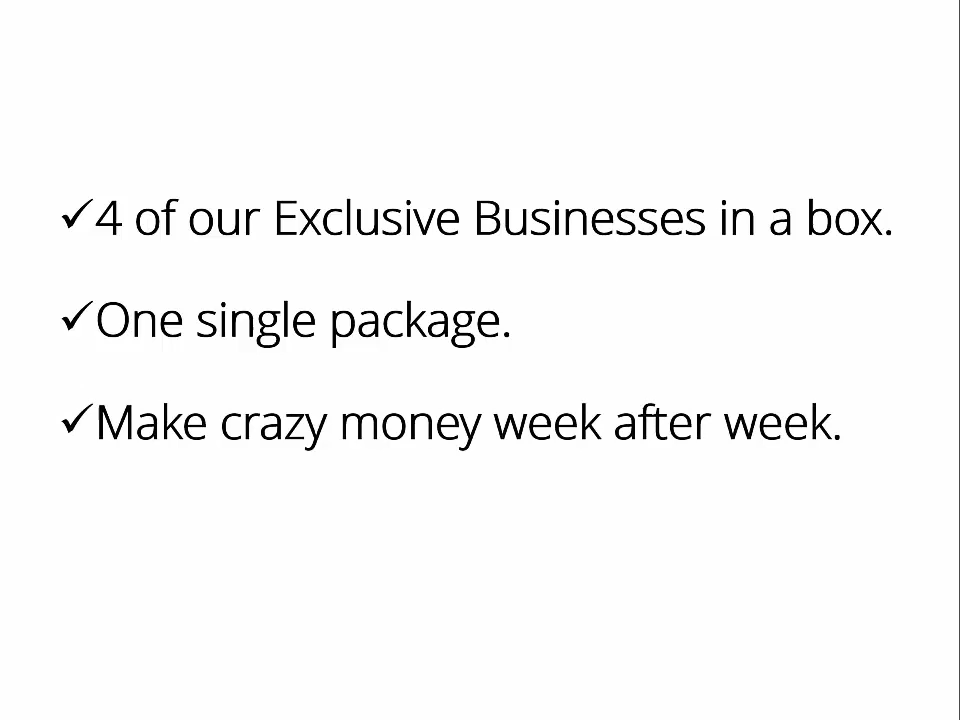 ✓4 of our Exclusive Businesses in a box.
✓One single package.
✓Make crazy money week after week.